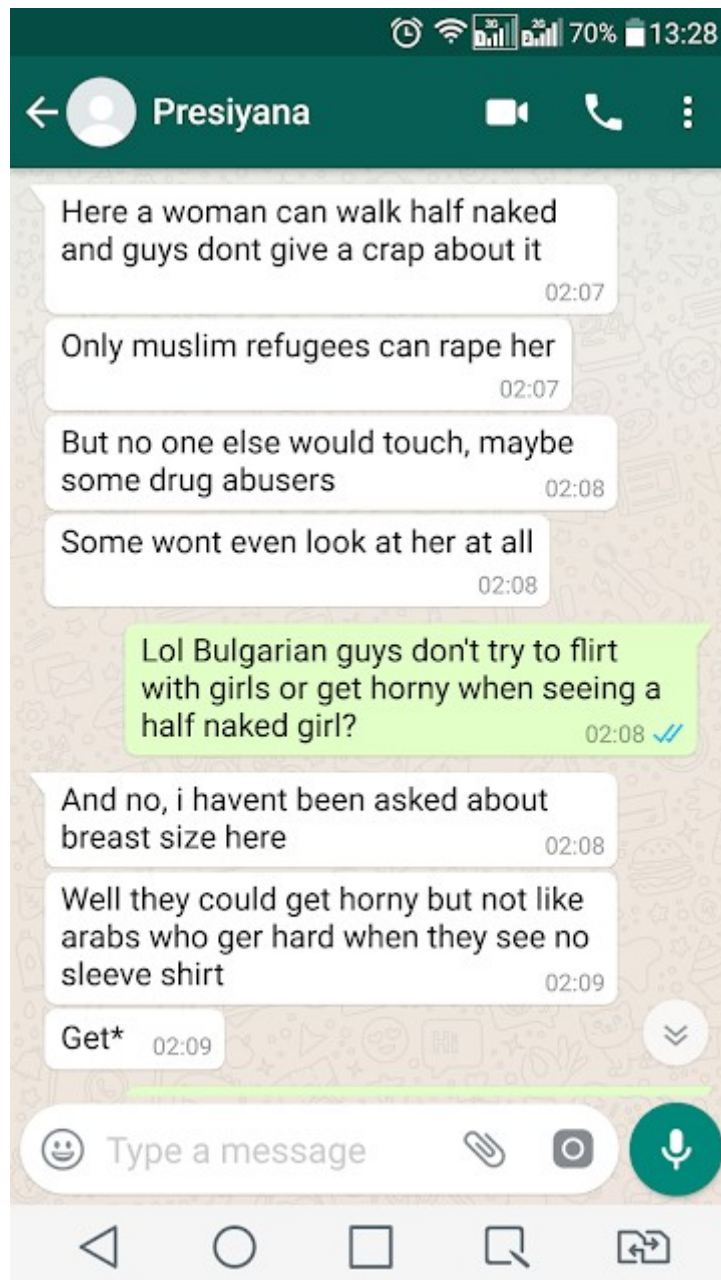 70% 13:28
Presiyana
Here a woman can walk half naked
and guys dont give a crap about it
02:07
Only muslim refugees can rape her
02:07
But no one else would touch, maybe
some drug abusers
02:08
Some wont even look at her at all
02:08
Lol Bulgarian guys don't try to flirt
with girls or get horny when seeing a
half naked girl?
02:08
And no, i havent been asked about
breast size here
02:08
Well they could get horny but not like
arabs who ger hard when they see no
sleeve shirt
02:09
Get* 02:09
Type a message